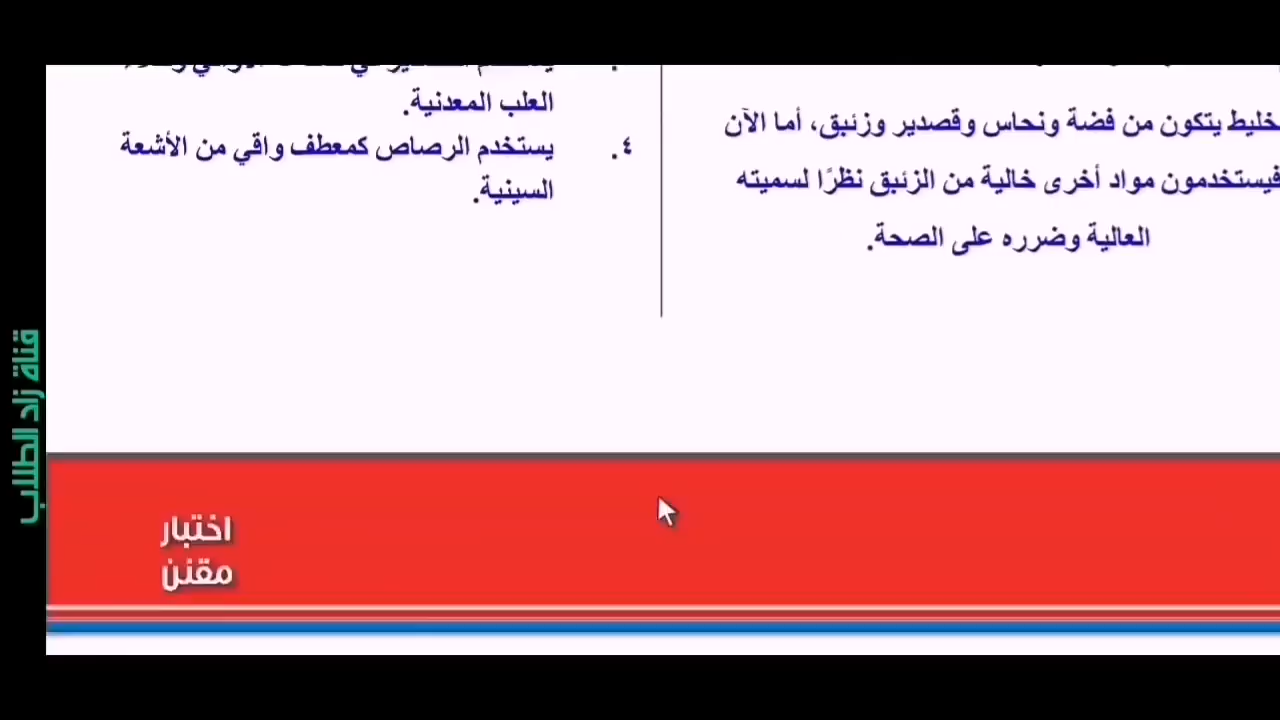 خليط يتكون من فضة ونحاس وقصدير وزئبق، أما الآن
فيستخدمون مواد أخرى خالية من الزئبق نظرًا لسميته
العالية وضرره على الصحة.
العلب المعدنية.
٤. يستخدم الرصاص كمعطف واقي من الأشعة
السينية.
اختبار
مقنن
قناة زاد الطلاب